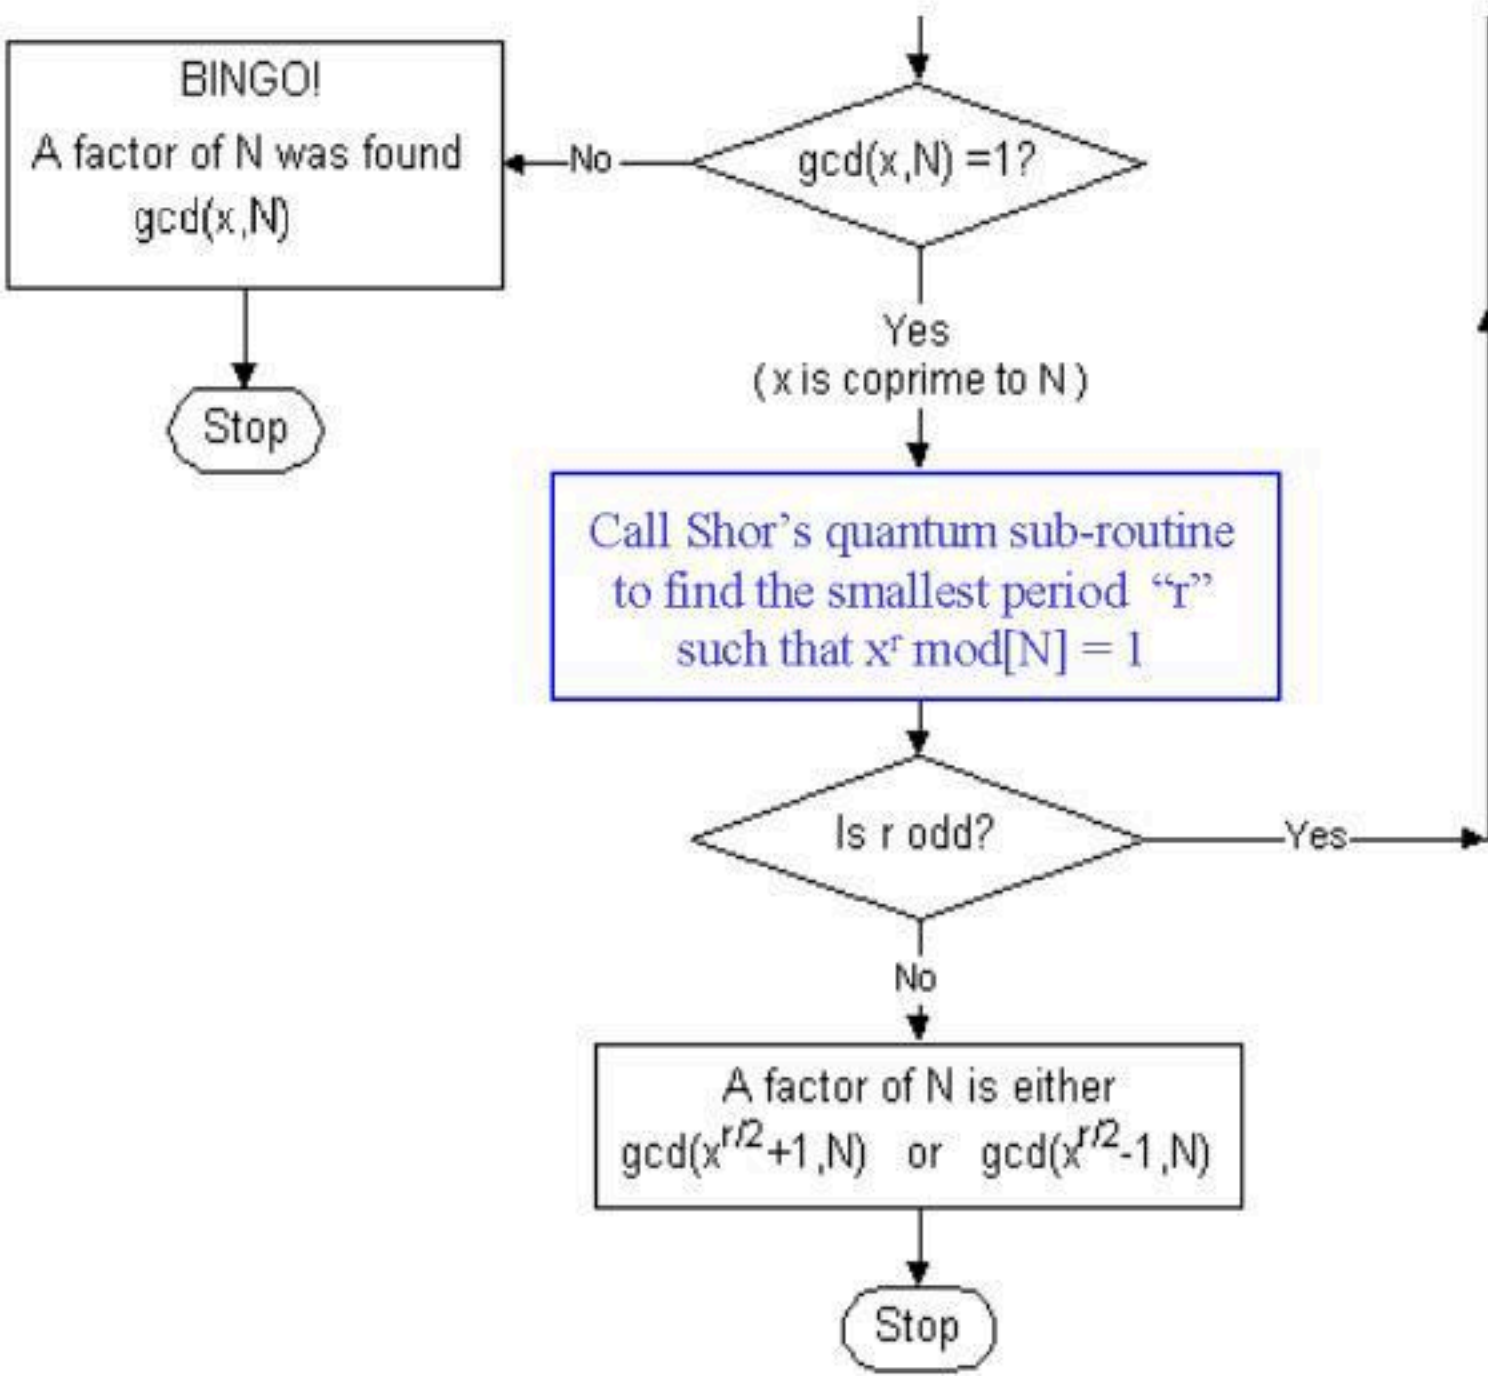 BINGO!
A factor of N was found
gcd(x,N)
No
gcd(x,N) =1?
Stop
Yes
( x is coprime to N )
Call Shor’s quantum sub-routine
to find the smallest period “r”
such that xʳ mod[N] = 1
Is r odd?
Yes
No
A factor of N is either
gcd(x^r/2+1,N) or gcd(x^r/2-1,N)
Stop